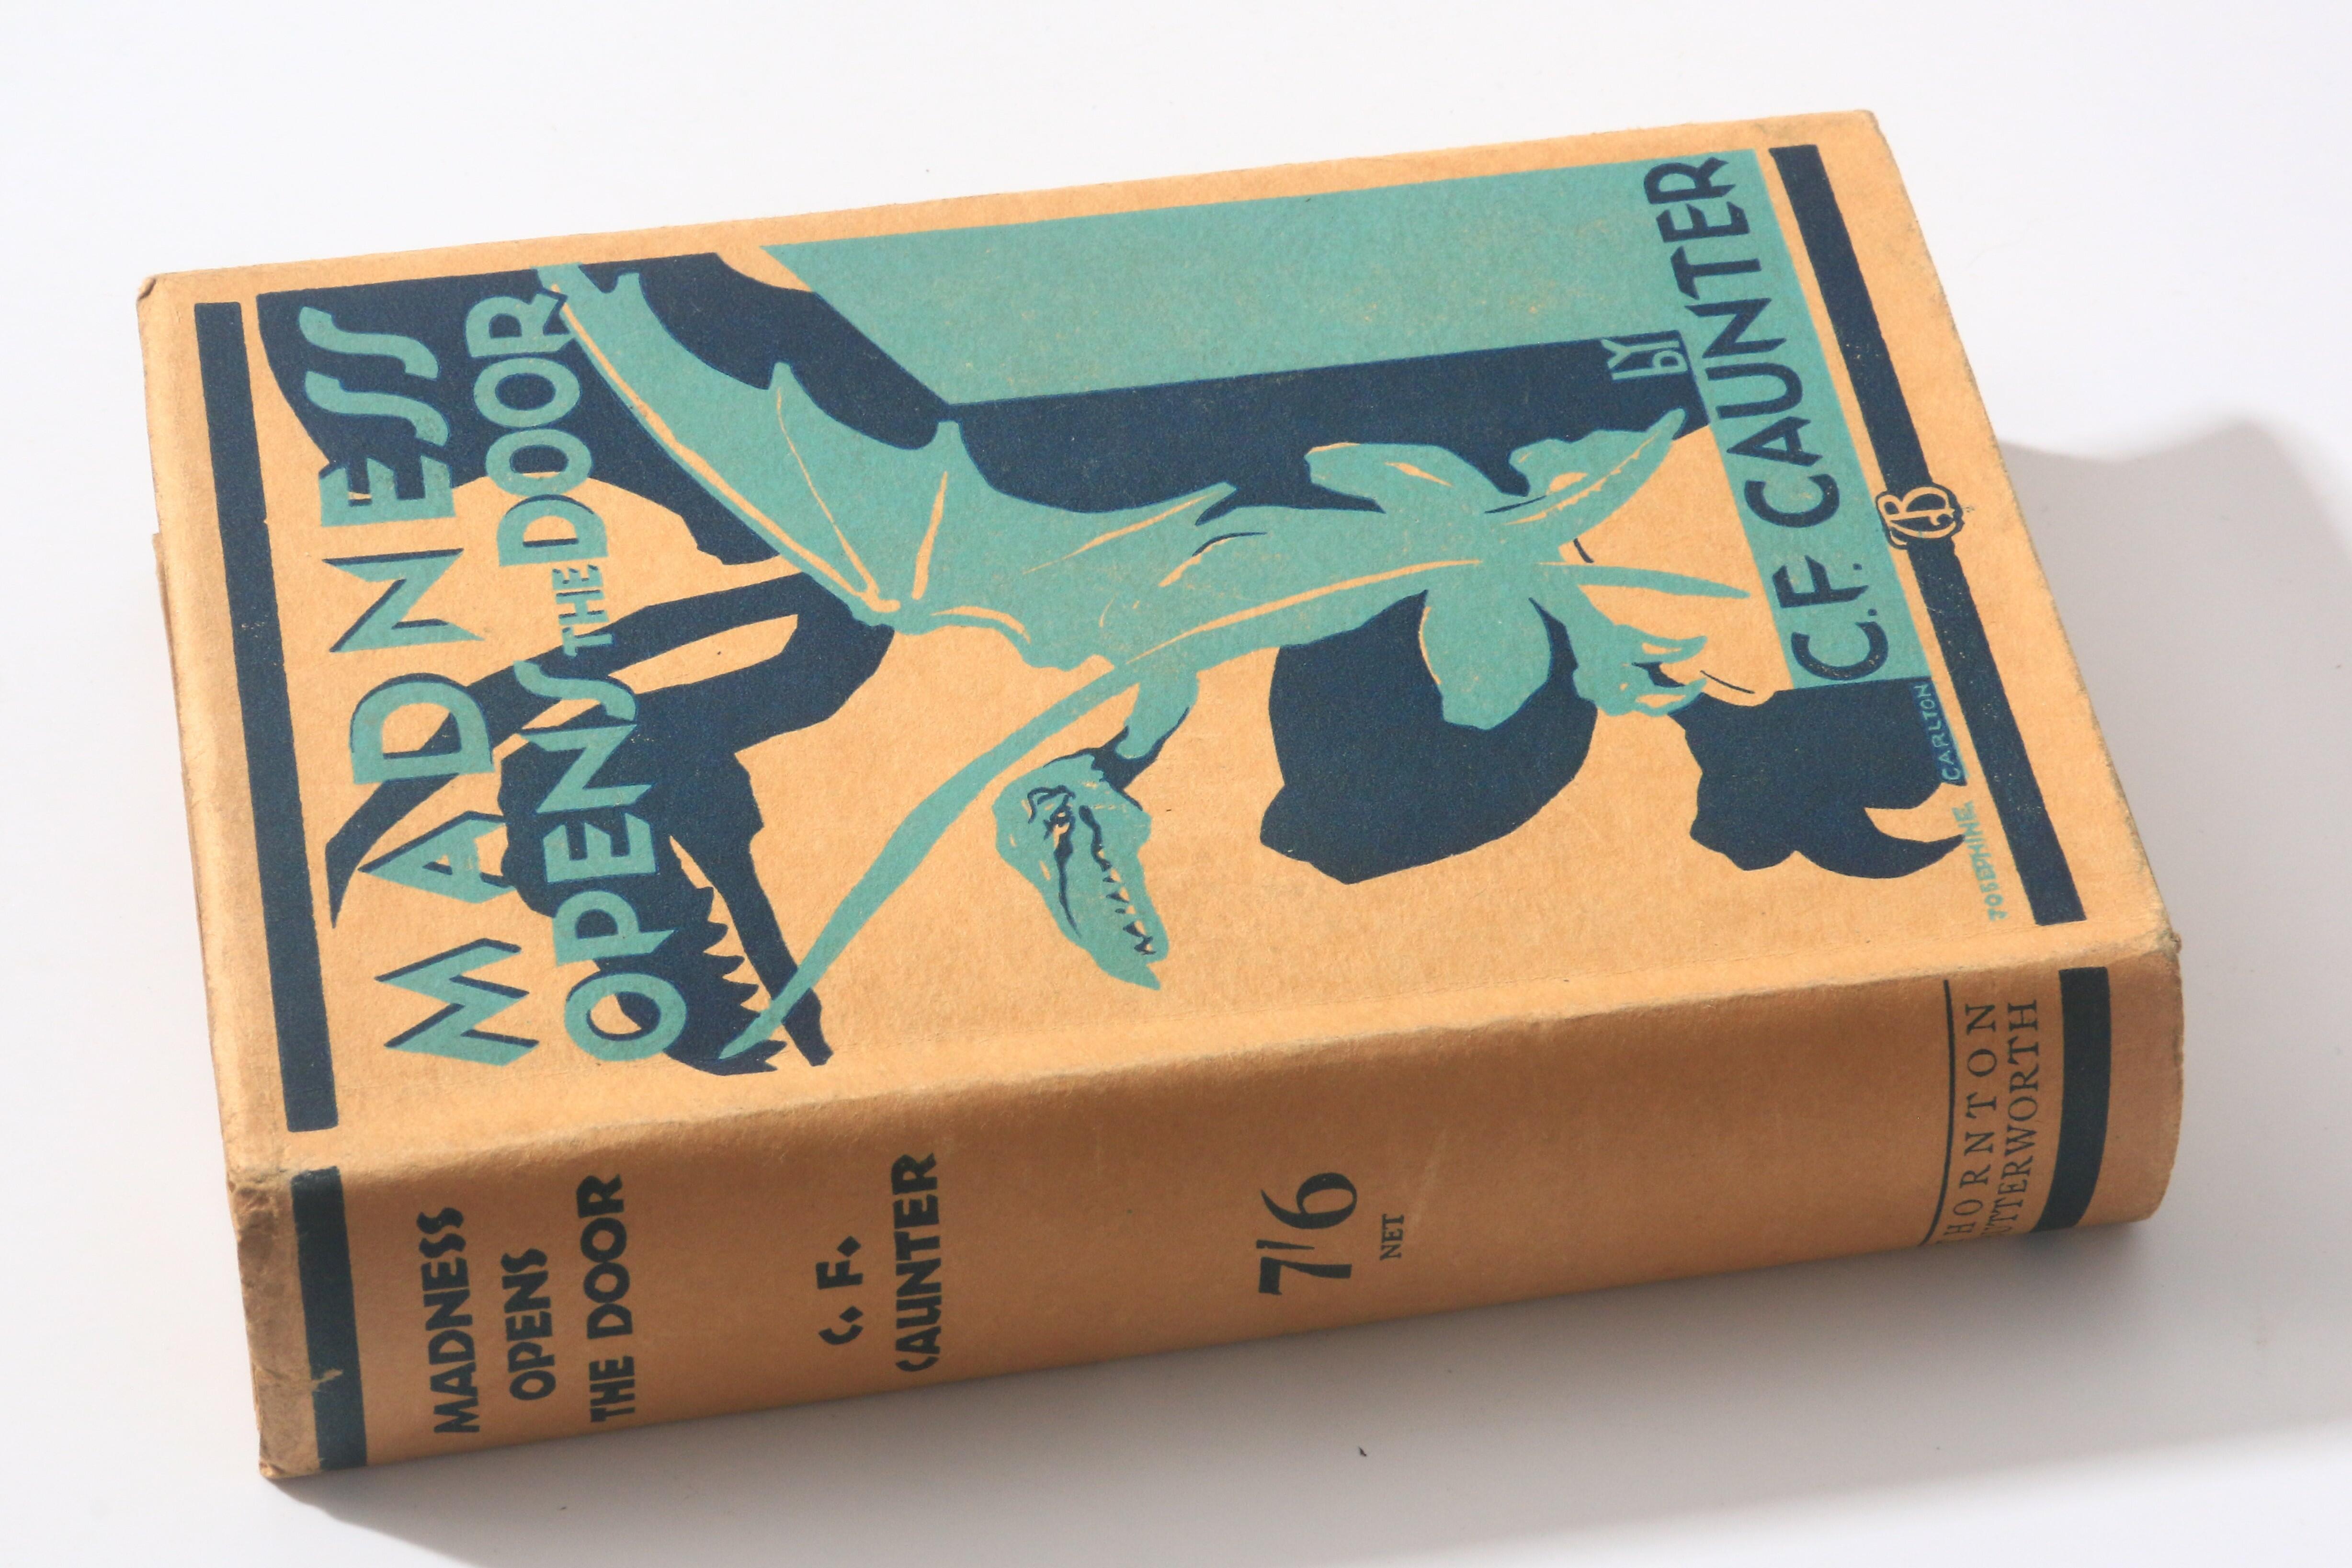 MADNESS
OPENS THE DOOR
by
C.F. CAUNTER
JOSEPHINE CARLTON
TB
MADNESS
OPENS
THE DOOR
C. F.
CAUNTER
7/6
NET
THORNTON
BUTTERWORTH